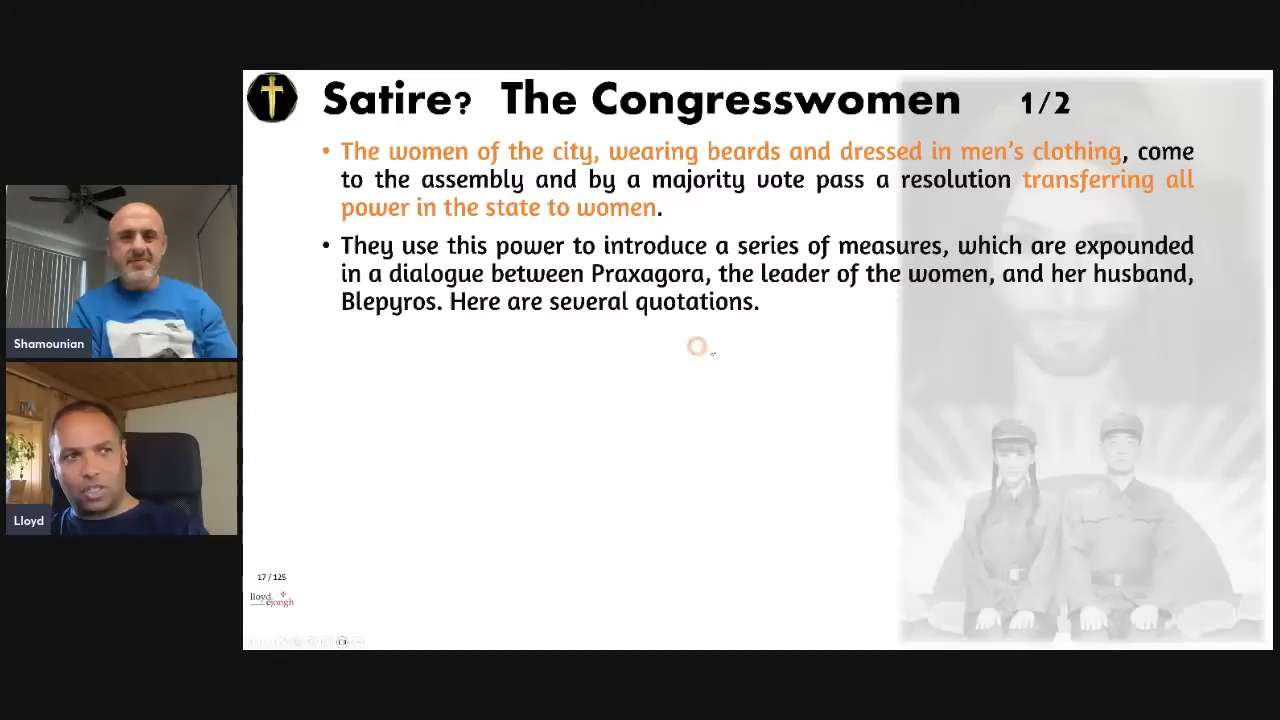 Satire? The Congresswomen 1/2
• The women of the city, wearing beards and dressed in men's clothing, come
to the assembly and by a majority vote pass a resolution transferring all
power in the state to women.
• They use this power to introduce a series of measures, which are expounded
in a dialogue between Praxagora, the leader of the women, and her husband,
Blepyros. Here are several quotations.
Shamounian
Lloyd
17 / 125
lloyd
dejongh